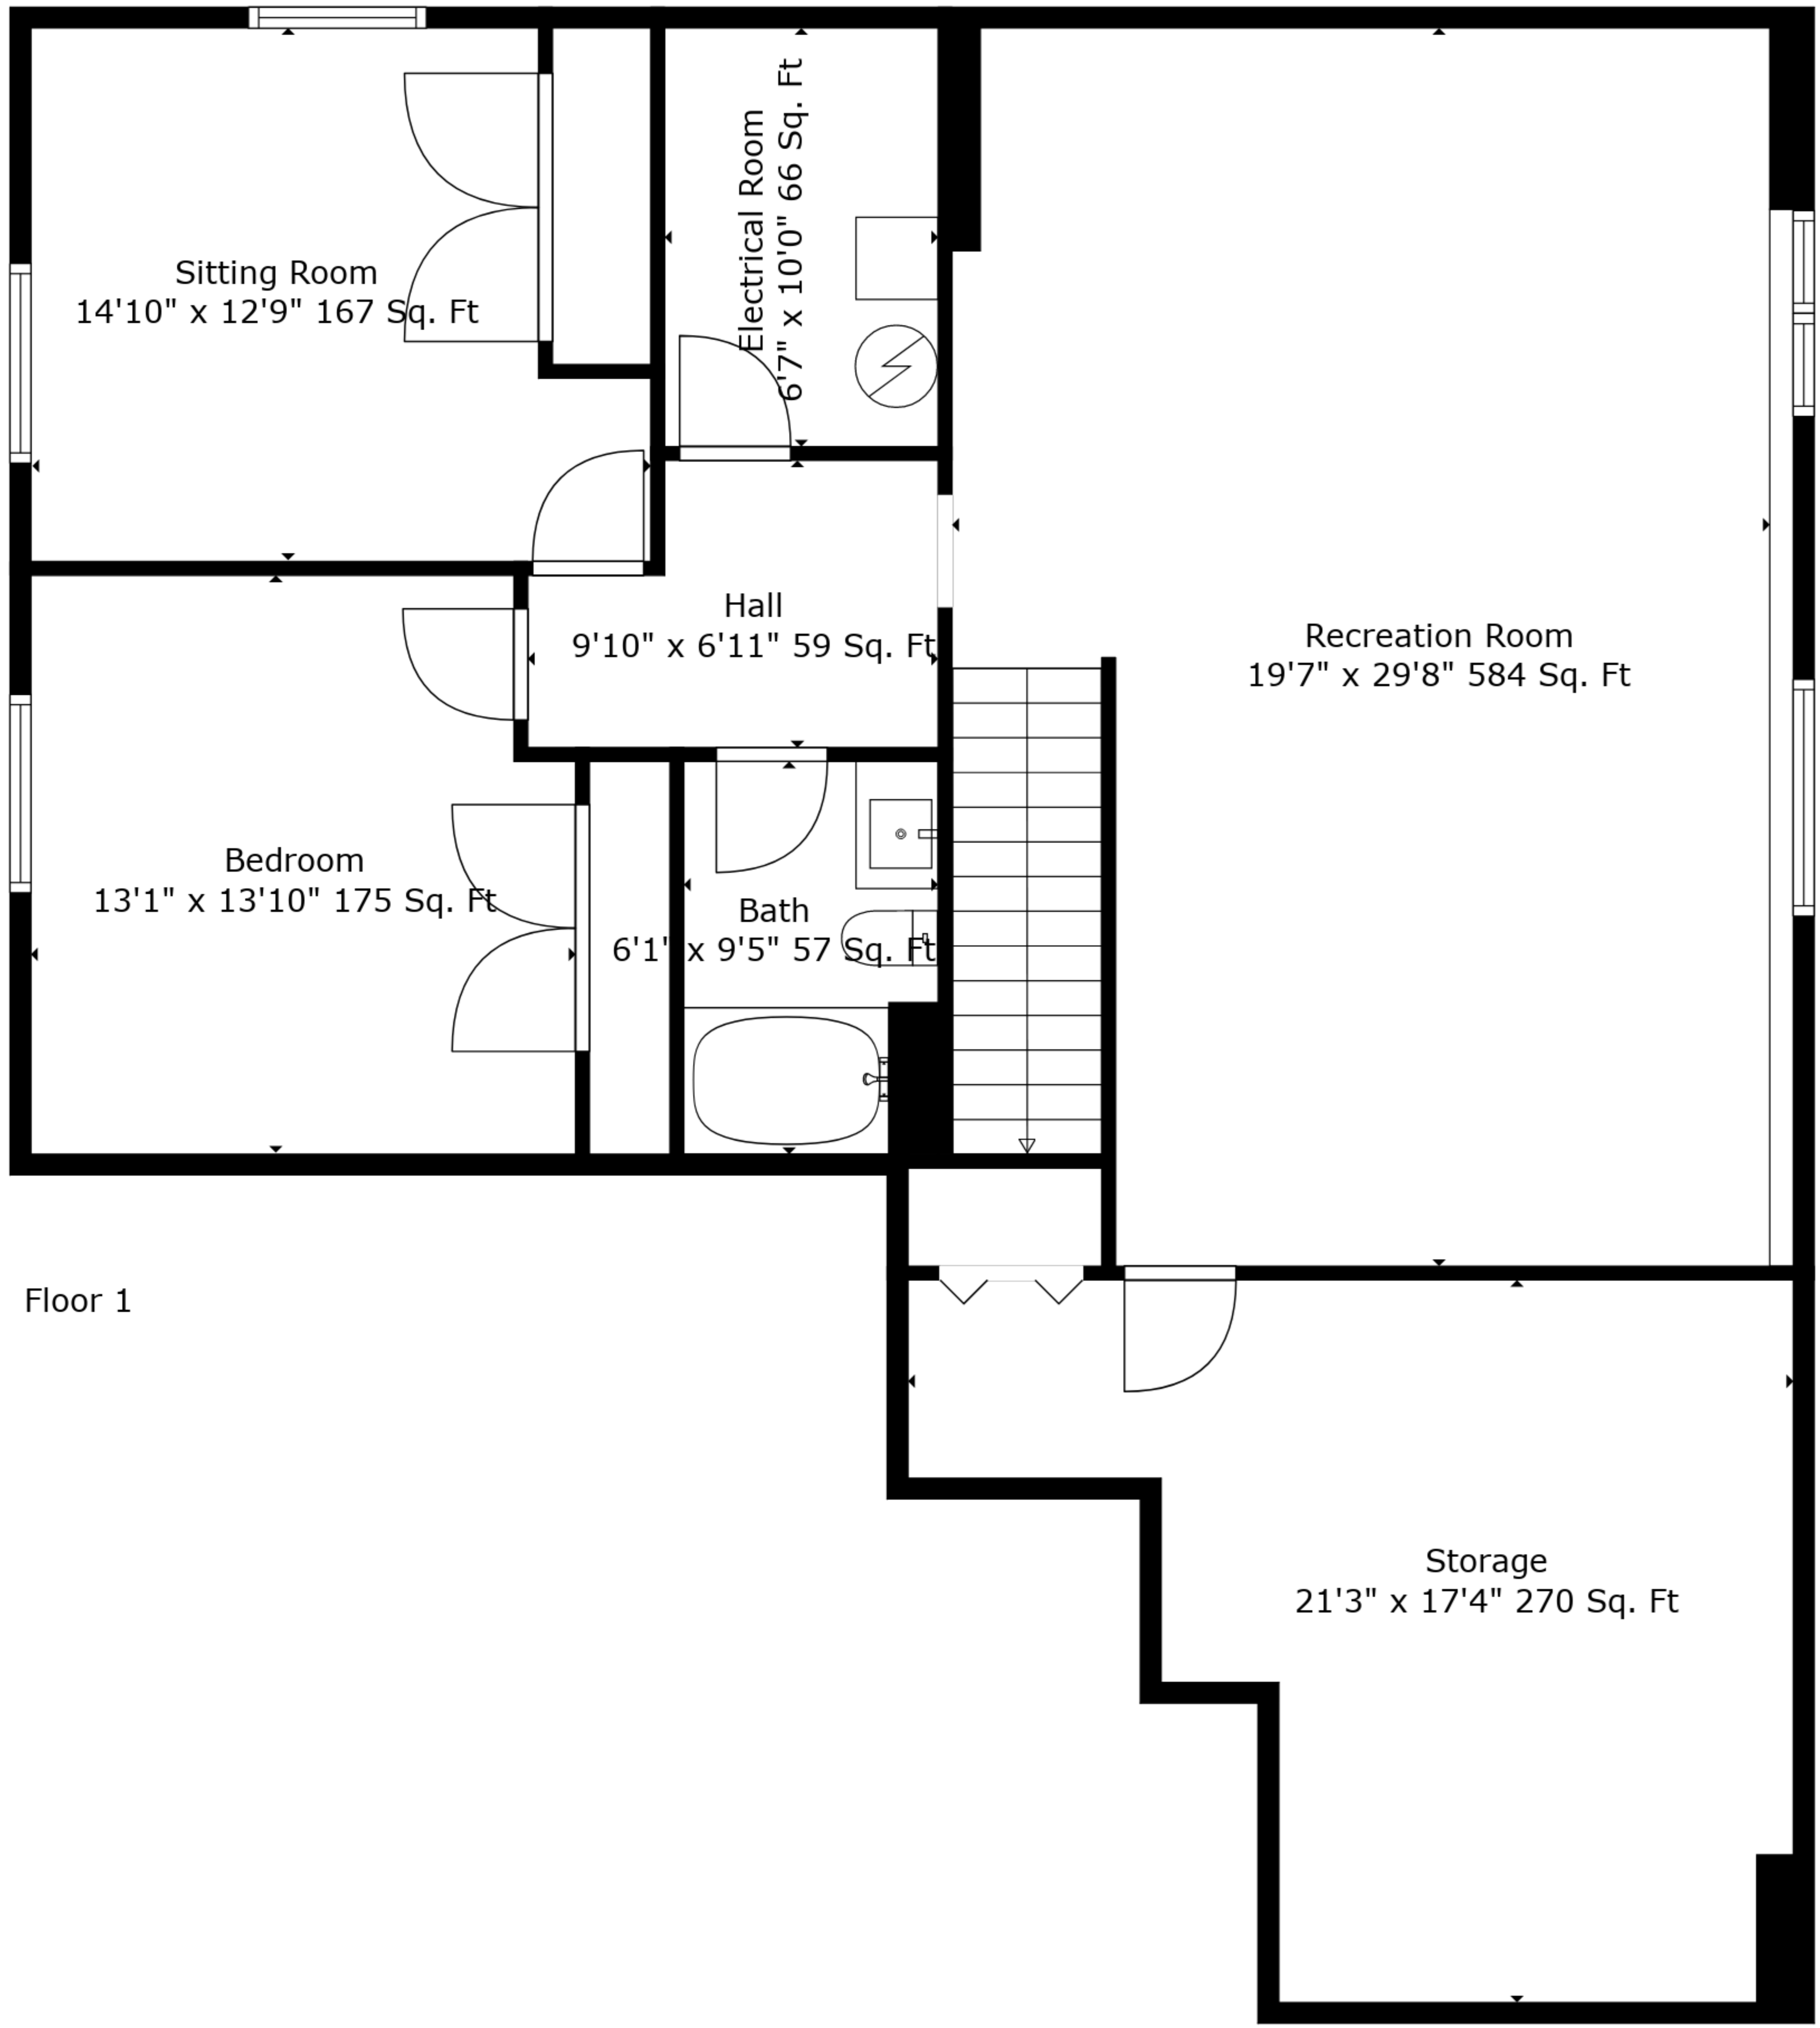 Electrical Room
6'7" x 10'0" 66 Sq. Ft
Sitting Room
14'10" x 12'9" 167 Sq. Ft
Hall
9'10" x 6'11" 59 Sq. Ft
Recreation Room
19'7" x 29'8" 584 Sq. Ft
Bedroom
13'1" x 13'10" 175 Sq. Ft
Bath
6'1" x 9'5" 57 Sq. Ft
Floor 1
Storage
21'3" x 17'4" 270 Sq. Ft